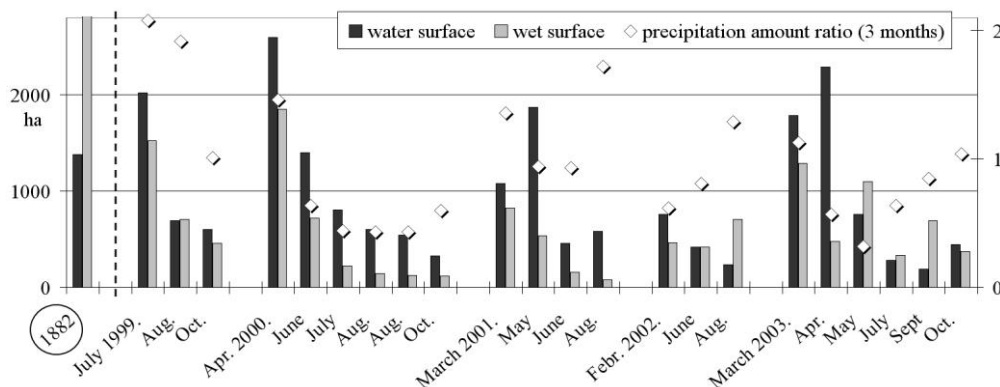 water surface wet surface precipitation amount ratio (3 months)
2
2000
ha
1
1000
0
0
1882
July 1999.
Aug.
Oct.
Apr. 2000.
June
July
Aug.
Aug.
Oct.
March 2001.
May
June
Aug.
Febr. 2002.
June
Aug.
March 2003.
Apr.
May
July
Sept
Oct.